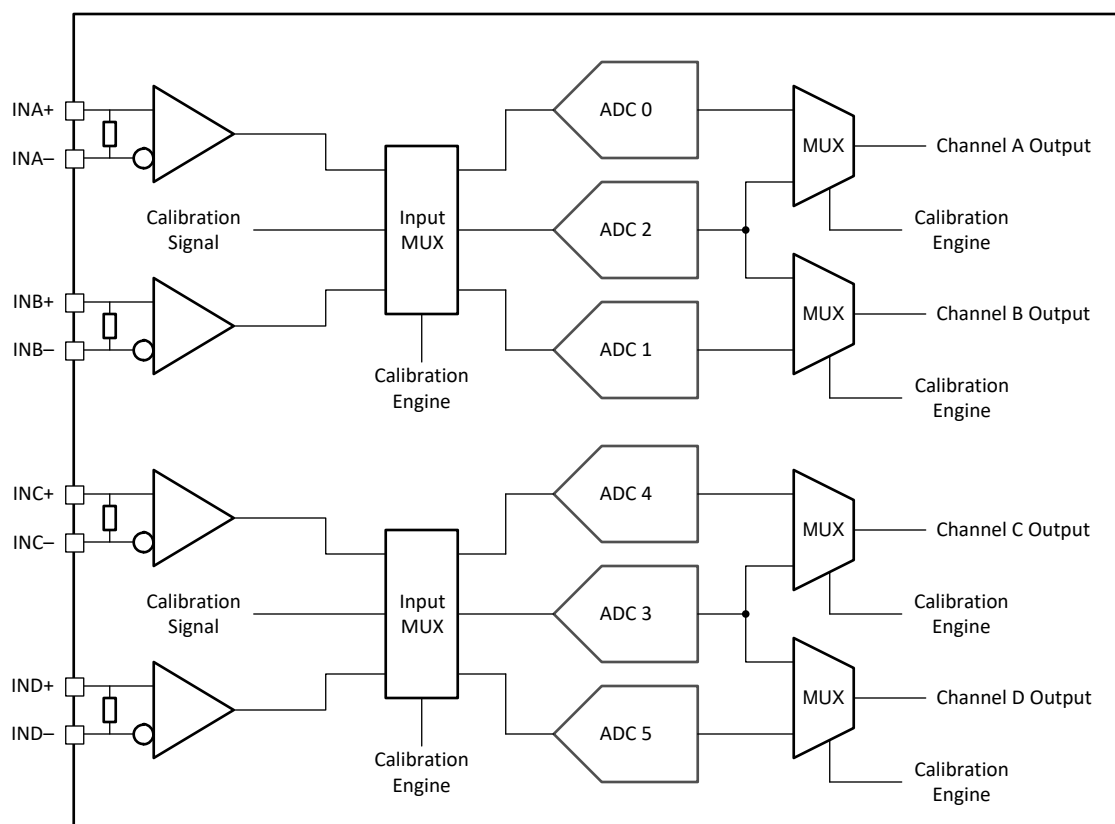 INA+
INA–
ADC 0
MUX
Channel A Output
Calibration
Signal
Input
MUX
ADC 2
Calibration
Engine
INB+
INB–
MUX
Channel B Output
ADC 1
Calibration
Engine
Calibration
Engine
INC+
INC–
ADC 4
MUX
Channel C Output
Calibration
Signal
Input
MUX
ADC 3
Calibration
Engine
IND+
IND–
MUX
Channel D Output
ADC 5
Calibration
Engine
Calibration
Engine